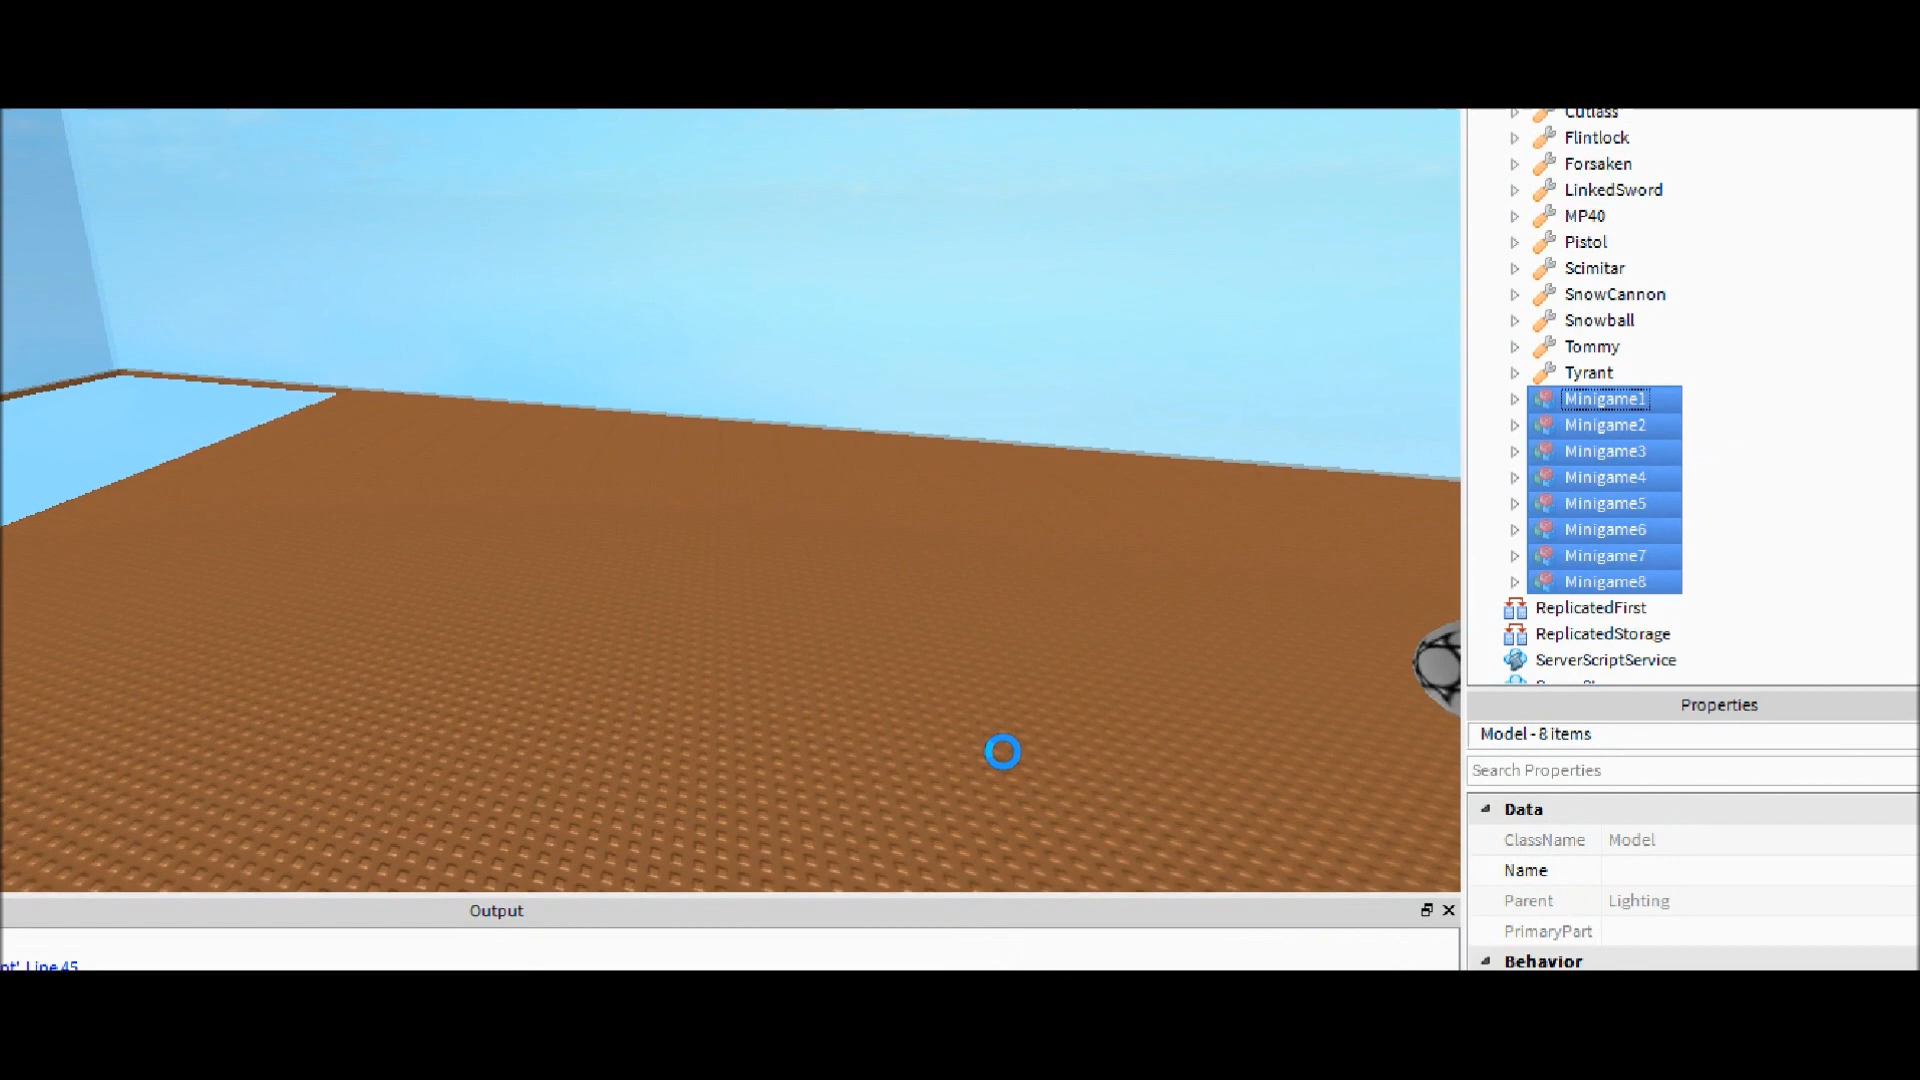 Cutlass
Flintlock
Forsaken
LinkedSword
MP40
Pistol
Scimitar
SnowCannon
Snowball
Tommy
Tyrant
Minigame1
Minigame2
Minigame3
Minigame4
Minigame5
Minigame6
Minigame7
Minigame8
ReplicatedFirst
ReplicatedStorage
ServerScriptService
Properties
Model - 8 items
Search Properties
Data
ClassName Model
Name
Parent Lighting
PrimaryPart
Behavior
Output
nt' Line 45